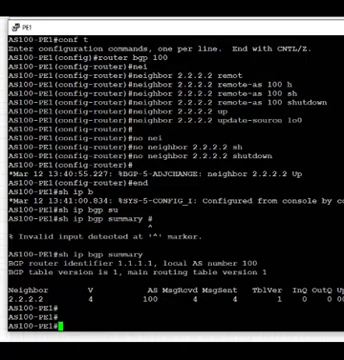 PE1
AS100-PE1#conf t
Enter configuration commands, one per line.  End with CNTL/Z.
AS100-PE1(config)#router bgp 100
AS100-PE1(config-router)#nei
AS100-PE1(config-router)#neighbor 2.2.2.2 remot
AS100-PE1(config-router)#neighbor 2.2.2.2 remote-as 100 h
AS100-PE1(config-router)#neighbor 2.2.2.2 remote-as 100 sh
AS100-PE1(config-router)#neighbor 2.2.2.2 remote-as 100 shutdown
AS100-PE1(config-router)#neighbor 2.2.2.2 up
AS100-PE1(config-router)#neighbor 2.2.2.2 update-source lo0
AS100-PE1(config-router)#
AS100-PE1(config-router)#no nei
AS100-PE1(config-router)#no neighbor 2.2.2.2 sh
AS100-PE1(config-router)#no neighbor 2.2.2.2 shutdown
AS100-PE1(config-router)#
*Mar 12 13:40:55.227: %BGP-5-ADJCHANGE: neighbor 2.2.2.2 Up
AS100-PE1(config-router)#end
AS100-PE1#sh ip b
*Mar 12 13:41:00.834: %SYS-5-CONFIG_I: Configured from console by co
AS100-PE1#sh ip bgp su
AS100-PE1#sh ip bgp summary #
^
% Invalid input detected at '^' marker.
AS100-PE1#sh ip bgp summary
BGP router identifier 1.1.1.1, local AS number 100
BGP table version is 1, main routing table version 1
Neighbor V AS MsgRcvd MsgSent TblVer InQ OutQ Up
2.2.2.2 4 100 4 4 1 0 0 00
AS100-PE1#
AS100-PE1#
AS100-PE1#